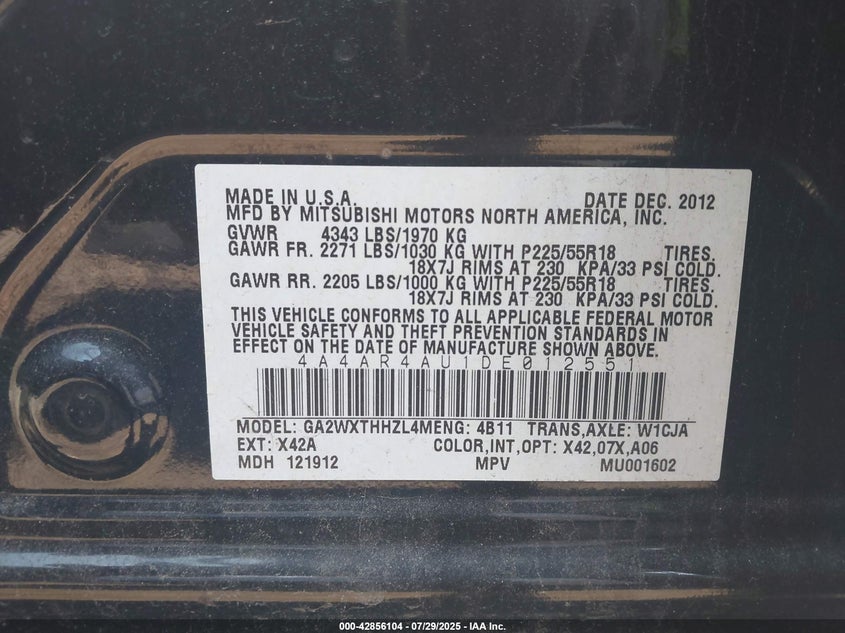 MADE IN U.S.A. DATE DEC. 2012
MFD BY MITSUBISHI MOTORS NORTH AMERICA, INC.
GVWR 4343 LBS/1970 KG
GAWR FR. 2271 LBS/1030 KG WITH P225/55R18 TIRES.
18X7J RIMS AT 230 KPA/33 PSI COLD.
GAWR RR. 2205 LBS/1000 KG WITH P225/55R18 TIRES.
18X7J RIMS AT 230 KPA/33 PSI COLD.
THIS VEHICLE CONFORMS TO ALL APPLICABLE FEDERAL MOTOR
VEHICLE SAFETY AND THEFT PREVENTION STANDARDS IN
EFFECT ON THE DATE OF MANUFACTURE SHOWN ABOVE.
4A4AR4AU1DE012551
MODEL: GA2WXTHHZL4MENG: 4B11 TRANS,AXLE: W1CJA
EXT: X42A COLOR,INT,OPT: X42,07X,A06
MDH 121912 MPV MU001602
000-42856104 / 07/29/2025 - IAA Inc.